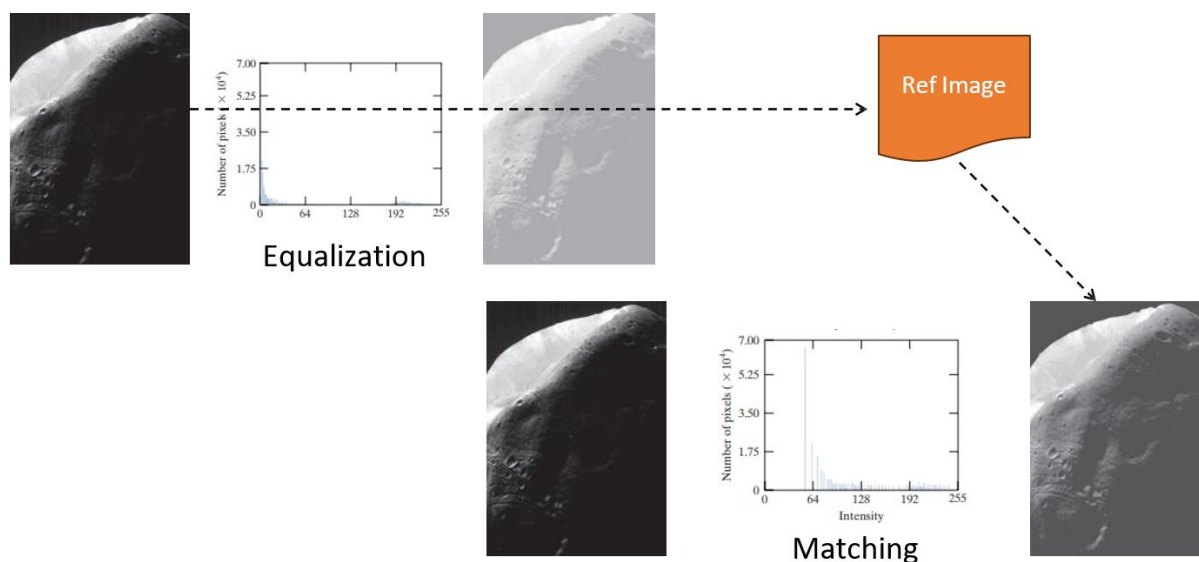 7.00
5.25
3.50
1.75
0
Number of pixels ( × 10⁴)
0 64 128 192 255
Equalization
Ref Image
7.00
5.25
3.50
1.75
0
Number of pixels ( × 10⁴)
0 64 128 192 255
Intensity
Matching